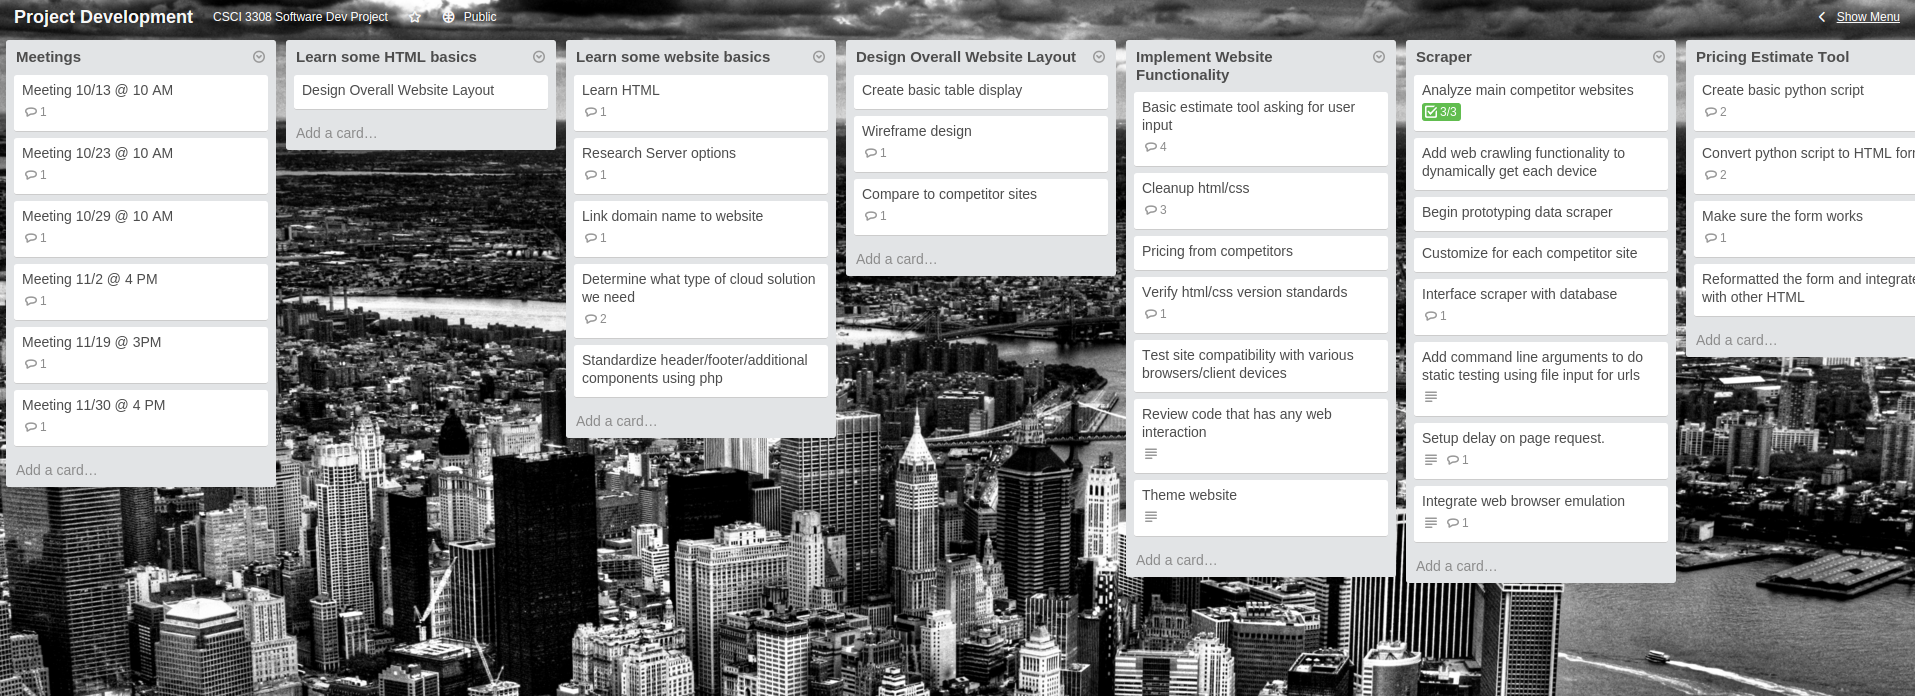 Project Development
CSCI 3308 Software Dev Project
Public
Show Menu
Meetings
Meeting 10/13 @ 10 AM
1
Meeting 10/23 @ 10 AM
1
Meeting 10/29 @ 10 AM
1
Meeting 11/2 @ 4 PM
1
Meeting 11/19 @ 3PM
1
Meeting 11/30 @ 4 PM
1
Add a card…
Learn some HTML basics
Design Overall Website Layout
Add a card…
Learn some website basics
Learn HTML
1
Research Server options
1
Link domain name to website
1
Determine what type of cloud solution
we need
2
Standardize header/footer/additional
components using php
Add a card…
Design Overall Website Layout
Create basic table display
Wireframe design
1
Compare to competitor sites
1
Add a card…
Implement Website
Functionality
Basic estimate tool asking for user
input
4
Cleanup html/css
3
Pricing from competitors
Verify html/css version standards
1
Test site compatibility with various
browsers/client devices
Review code that has any web
interaction
Theme website
Add a card…
Scraper
Analyze main competitor websites
3/3
Add web crawling functionality to
dynamically get each device
Begin prototyping data scraper
Customize for each competitor site
Interface scraper with database
1
Add command line arguments to do
static testing using file input for urls
Setup delay on page request.
1
Integrate web browser emulation
1
Add a card…
Pricing Estimate Tool
Create basic python script
2
Convert python script to HTML
2
Make sure the form works
1
Reformatted the form and
with other HTML
Add a card…